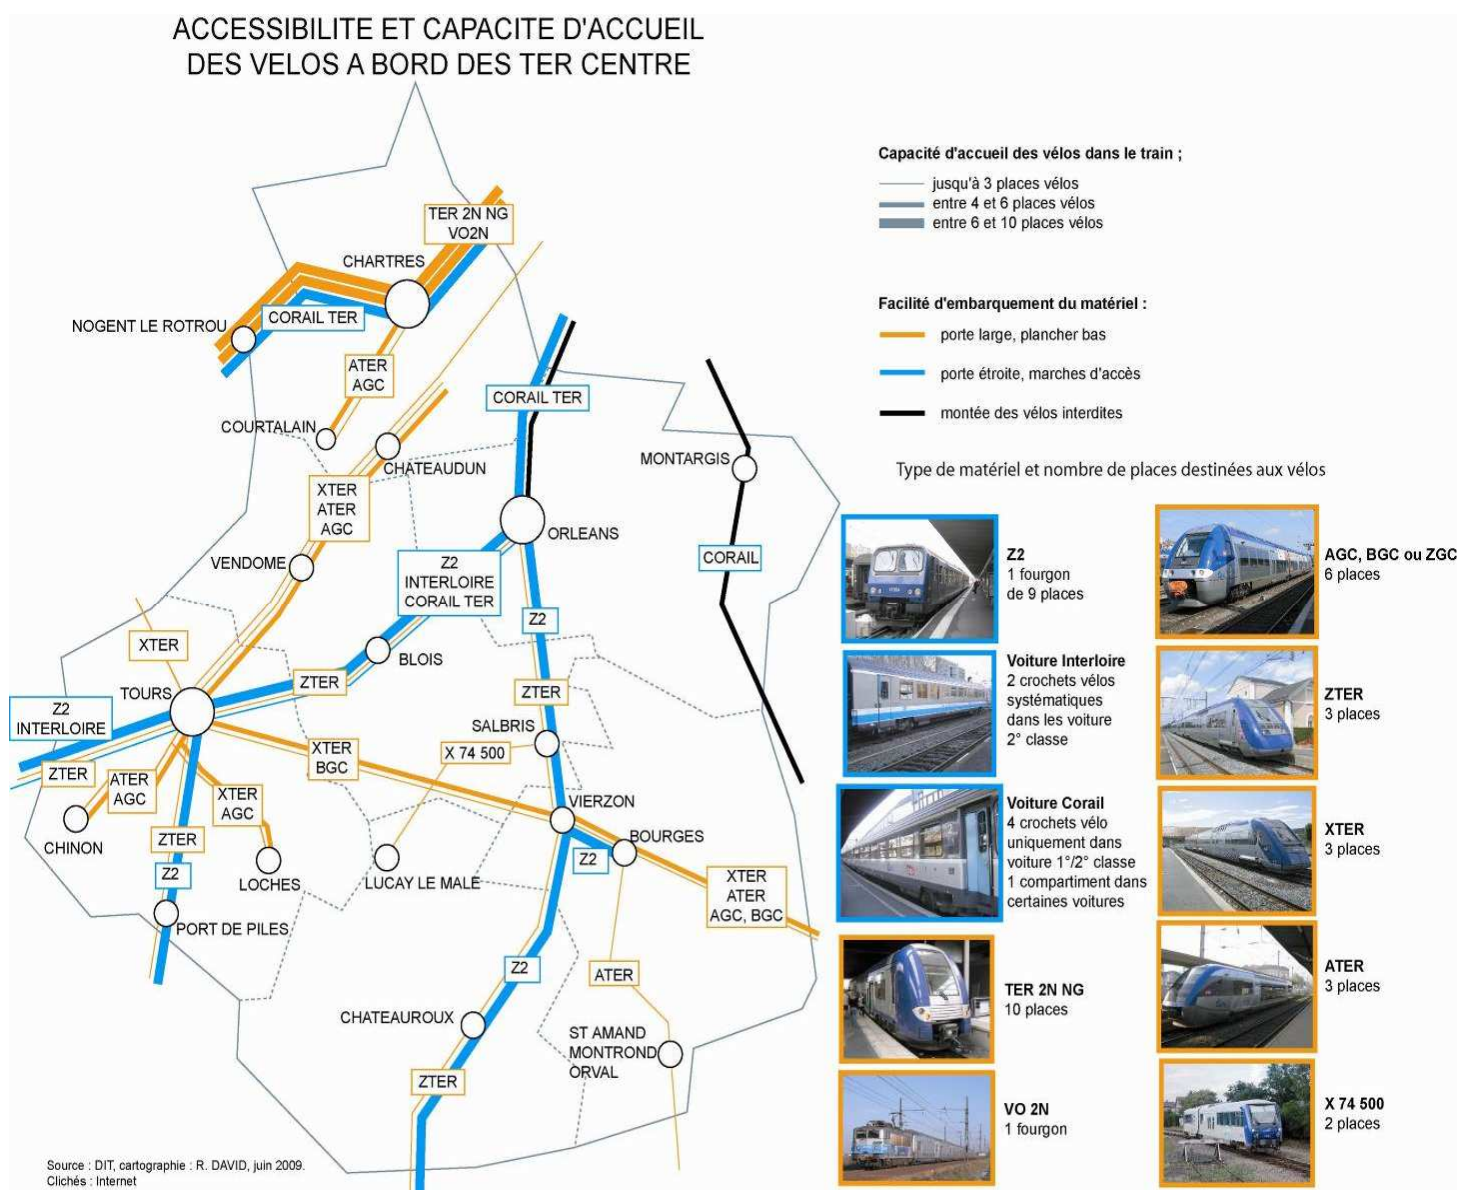 ACCESSIBILITE ET CAPACITE D'ACCUEIL
DES VELOS A BORD DES TER CENTRE
TER 2N NG
VO2N
CHARTRES
NOGENT LE ROTROU
CORAIL TER
ATER
AGC
COURTALAIN
CHATEAUDUN
CORAIL TER
MONTARGIS
XTER
ATER
AGC
ORLEANS
VENDOME
Z2
INTERLOIRE
CORAIL TER
CORAIL
Z2
XTER
BLOIS
ZTER
ZTER
TOURS
Z2
INTERLOIRE
SALBRIS
XTER
BGC
X 74 500
ZTER
ATER
AGC
XTER
AGC
VIERZON
BOURGES
CHINON
ZTER
Z2
LOCHES
LUCAY LE MALE
Z2
XTER
ATER
AGC, BGC
PORT DE PILES
Z2
ATER
CHATEAUROUX
ST AMAND
MONTROND
ORVAL
ZTER
Source : DIT, cartographie : R. DAVID, juin 2009.
Clichés : Internet
Capacité d'accueil des vélos dans le train ;
jusqu'à 3 places vélos
entre 4 et 6 places vélos
entre 6 et 10 places vélos
Facilité d'embarquement du matériel :
porte large, plancher bas
porte étroite, marches d'accès
montée des vélos interdites
Type de matériel et nombre de places destinées aux vélos
Z2
1 fourgon
de 9 places
Voiture Interloire
2 crochets vélos
systématiques
dans les voiture
2° classe
Voiture Corail
4 crochets vélo
uniquement dans
voiture 1°/2° classe
1 compartiment dans
certaines voitures
TER 2N NG
10 places
VO 2N
1 fourgon
AGC, BGC ou ZGC
6 places
ZTER
3 places
XTER
3 places
ATER
3 places
X 74 500
2 places